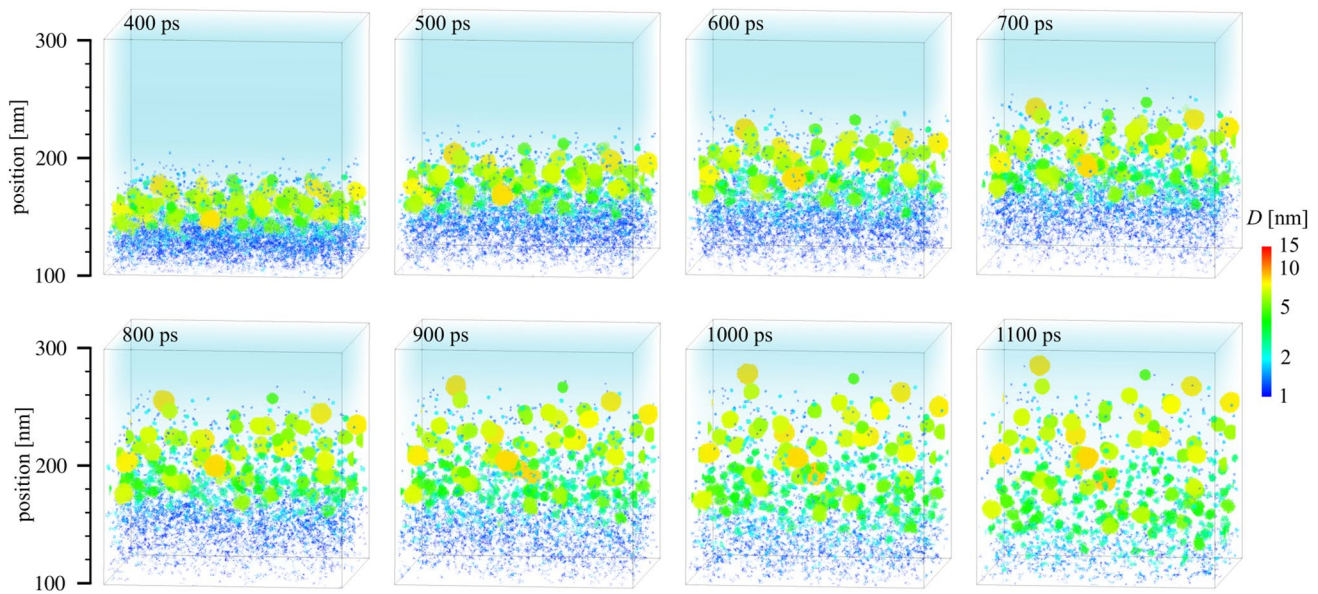 400 ps
500 ps
600 ps
700 ps
300
200
100
position [nm]
D [nm]
15
10
5
2
1
800 ps
900 ps
1000 ps
1100 ps
300
200
100
position [nm]